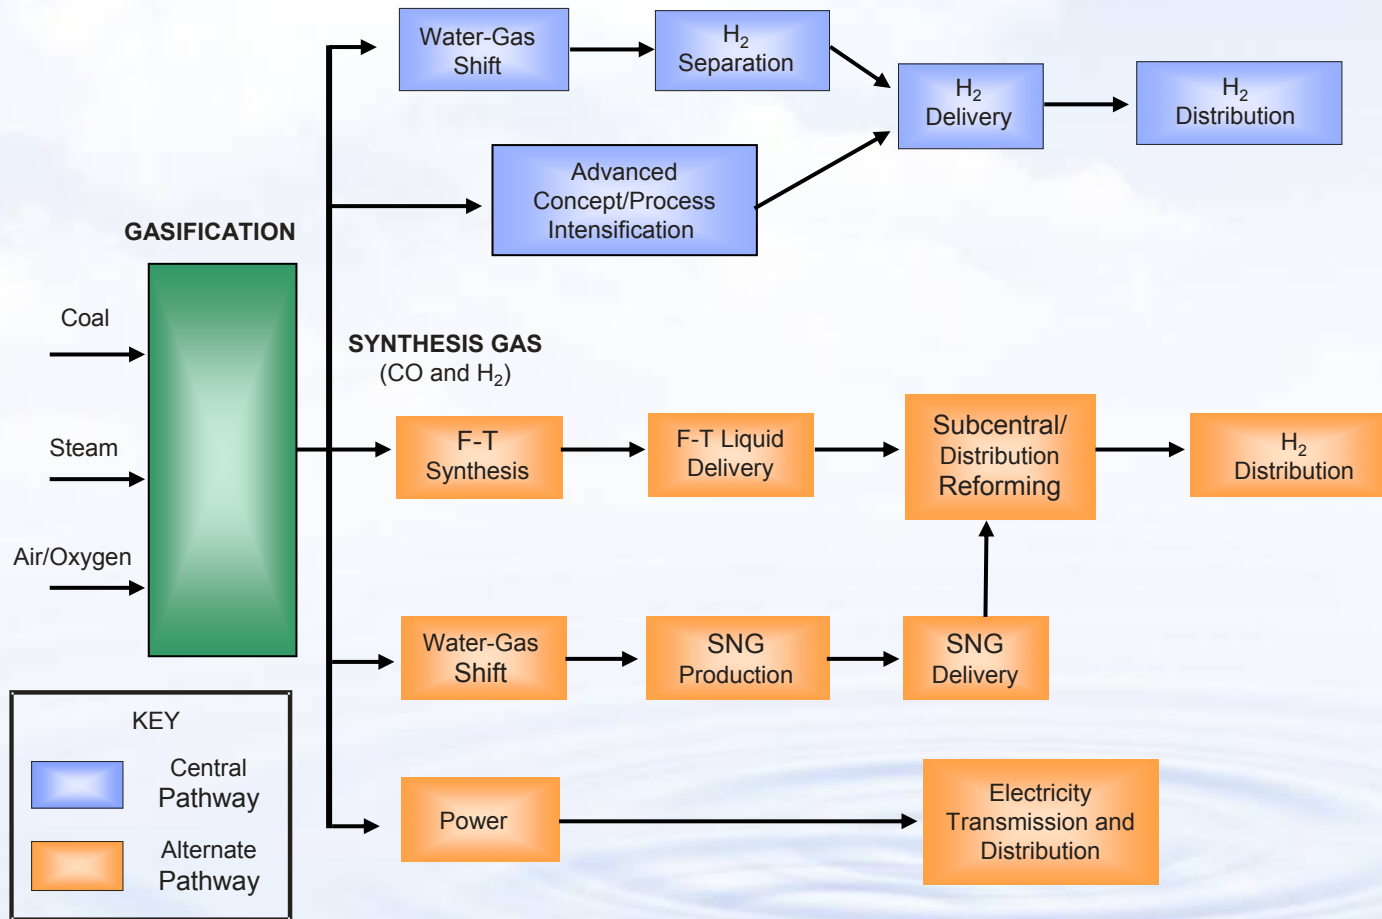 Water-Gas
Shift
H₂
Separation
H₂
Delivery
H₂
Distribution
Advanced
Concept/Process
Intensification
GASIFICATION
Coal
Steam
Air/Oxygen
SYNTHESIS GAS
(CO and H₂)
F-T
Synthesis
F-T Liquid
Delivery
Subcentral/
Distribution
Reforming
H₂
Distribution
Water-Gas
Shift
SNG
Production
SNG
Delivery
Power
Electricity
Transmission and
Distribution
KEY
Central
Pathway
Alternate
Pathway